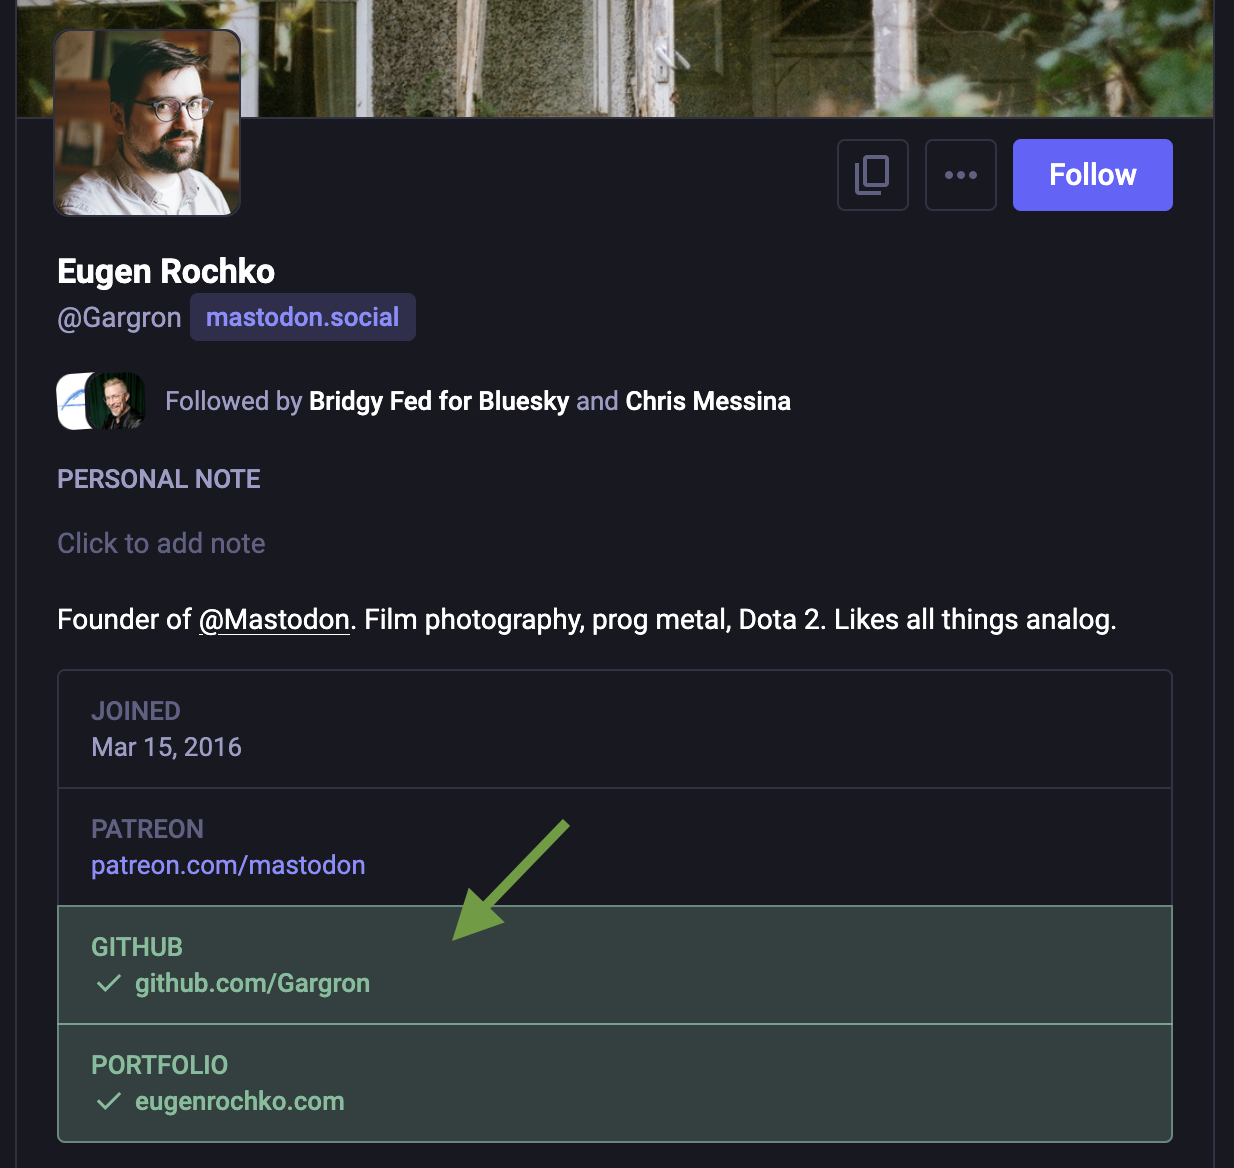 Follow
Eugen Rochko
@Gargron mastodon.social
Followed by Bridgy Fed for Bluesky and Chris Messina
PERSONAL NOTE
Click to add note
Founder of @Mastodon. Film photography, prog metal, Dota 2. Likes all things analog.
JOINED
Mar 15, 2016
PATREON
patreon.com/mastodon
GITHUB
✓ github.com/Gargron
PORTFOLIO
✓ eugenrochko.com